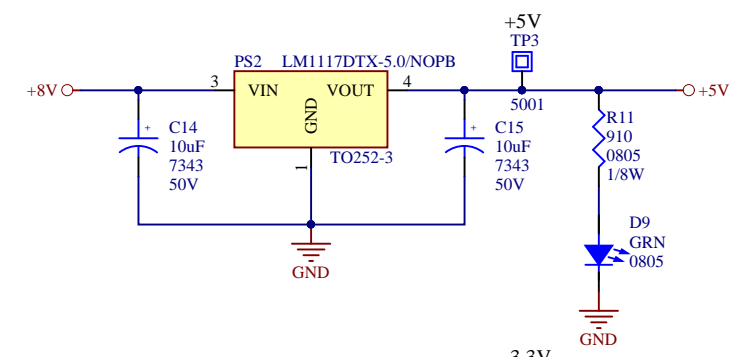 +5V
TP3
PS2 LM1117DTX-5.0/NOPB
+8V 3 VIN VOUT 4 +5V
GND
5001
+ C14
10uF
7343
50V
TO252-3
1
+ C15
10uF
7343
50V
R11
910
0805
1/8W
D9
GRN
0805
GND
GND